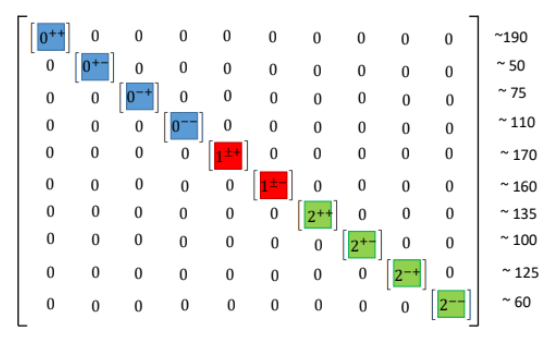 [0⁺⁺] 0 0 0 0 0 0 0 0 0 ~190
0 [0⁺⁻] 0 0 0 0 0 0 0 0 ~ 50
0 0 [0⁻⁺] 0 0 0 0 0 0 0 ~ 75
0 0 0 [0⁻⁻] 0 0 0 0 0 0 ~ 110
0 0 0 0 [1±⁺] 0 0 0 0 0 ~ 170
0 0 0 0 0 [1±⁻] 0 0 0 0 ~ 160
0 0 0 0 0 0 [2⁺⁺] 0 0 0 ~ 135
0 0 0 0 0 0 0 [2⁺⁻] 0 0 ~ 100
0 0 0 0 0 0 0 0 [2⁻⁺] 0 ~ 125
0 0 0 0 0 0 0 0 0 [2⁻⁻] ~ 60